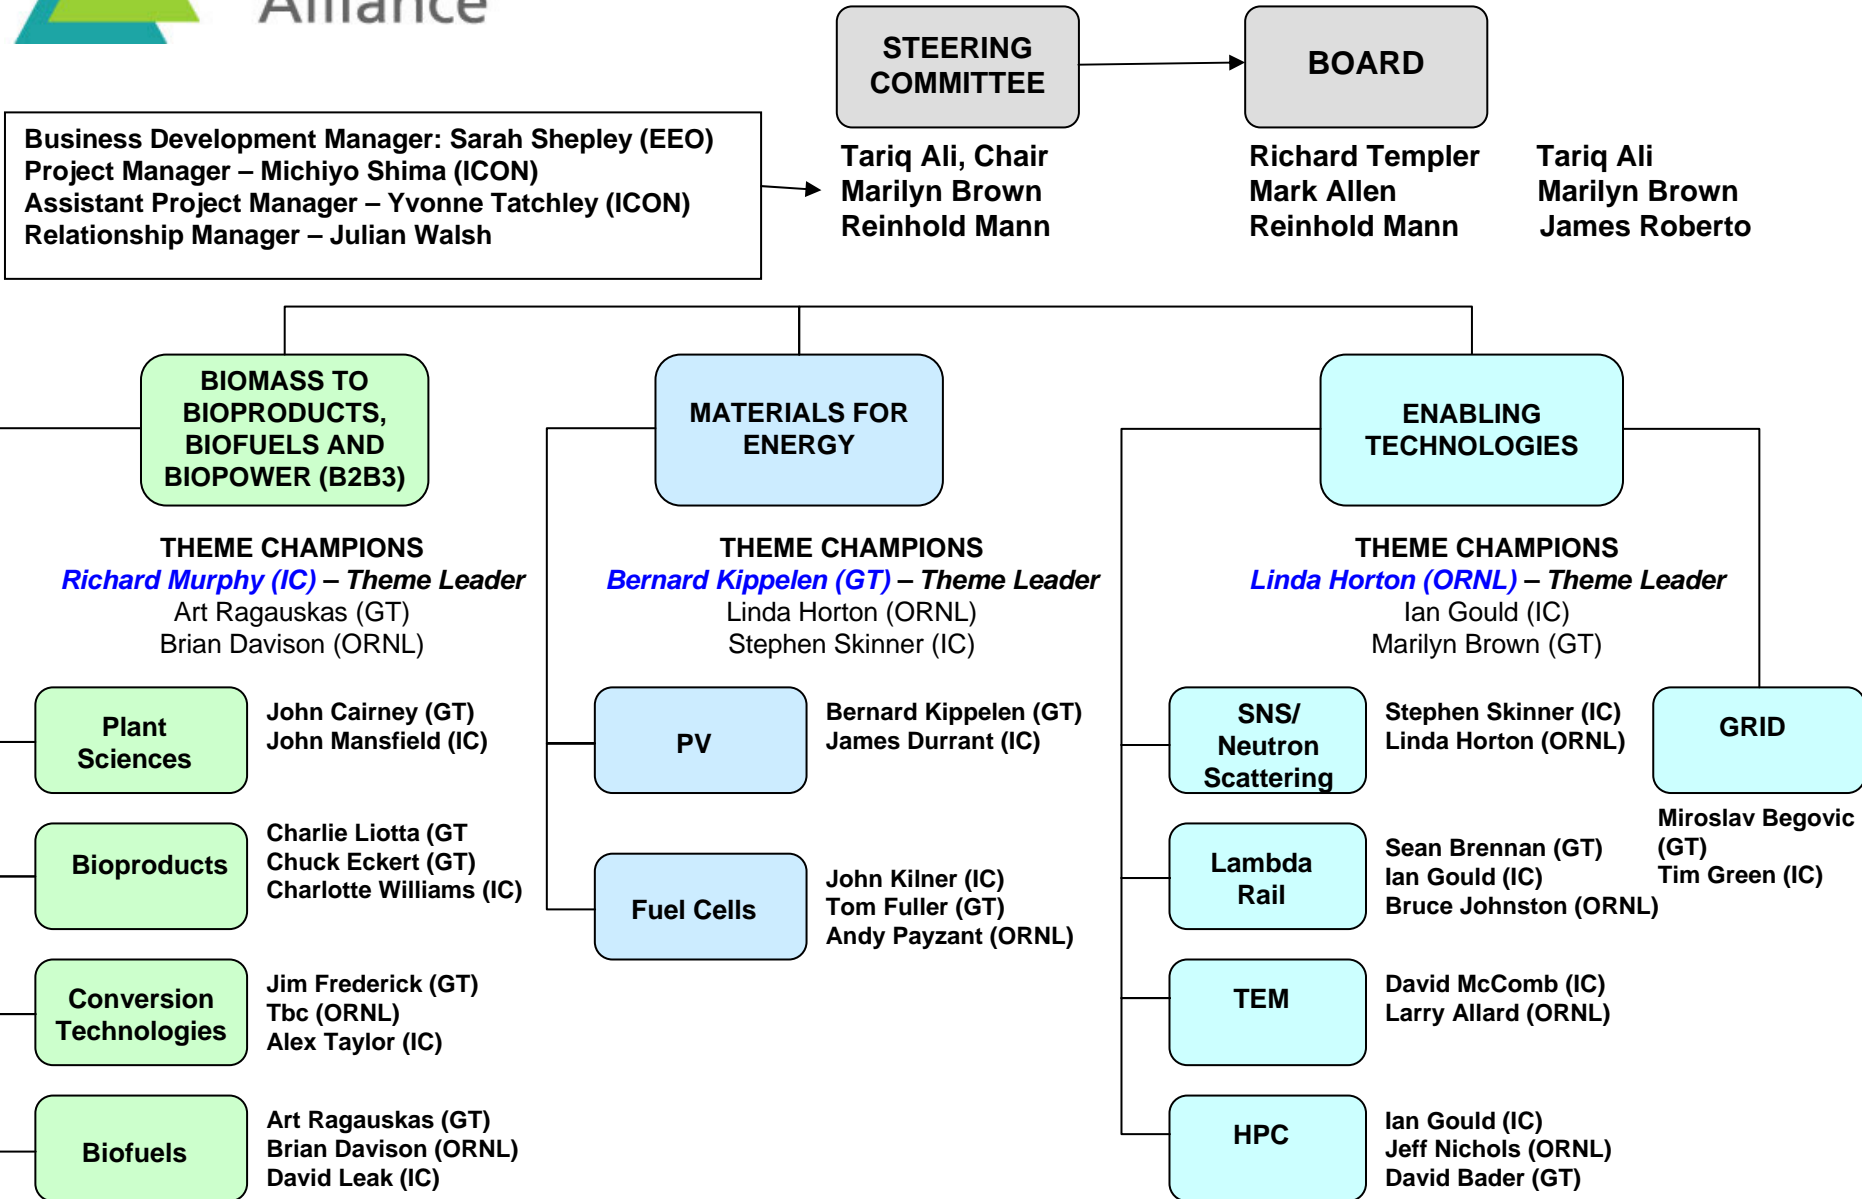 Alliance
STEERING
COMMITTEE
BOARD
Business Development Manager: Sarah Shepley (EEO)
Project Manager – Michiyo Shima (ICON)
Assistant Project Manager – Yvonne Tatchley (ICON)
Relationship Manager – Julian Walsh
Tariq Ali, Chair
Marilyn Brown
Reinhold Mann
Richard Templer
Mark Allen
Reinhold Mann
Tariq Ali
Marilyn Brown
James Roberto
BIOMASS TO
BIOPRODUCTS,
BIOFUELS AND
BIOPOWER (B2B3)
THEME CHAMPIONS
Richard Murphy (IC) – Theme Leader
Art Ragauskas (GT)
Brian Davison (ORNL)
Plant
Sciences
John Cairney (GT)
John Mansfield (IC)
Bioproducts
Charlie Liotta (GT
Chuck Eckert (GT)
Charlotte Williams (IC)
Conversion
Technologies
Jim Frederick (GT)
Tbc (ORNL)
Alex Taylor (IC)
Biofuels
Art Ragauskas (GT)
Brian Davison (ORNL)
David Leak (IC)
MATERIALS FOR
ENERGY
THEME CHAMPIONS
Bernard Kippelen (GT) – Theme Leader
Linda Horton (ORNL)
Stephen Skinner (IC)
PV
Bernard Kippelen (GT)
James Durrant (IC)
Fuel Cells
John Kilner (IC)
Tom Fuller (GT)
Andy Payzant (ORNL)
ENABLING
TECHNOLOGIES
THEME CHAMPIONS
Linda Horton (ORNL) – Theme Leader
Ian Gould (IC)
Marilyn Brown (GT)
SNS/
Neutron
Scattering
Stephen Skinner (IC)
Linda Horton (ORNL)
Lambda
Rail
Sean Brennan (GT)
Ian Gould (IC)
Bruce Johnston (ORNL)
TEM
David McComb (IC)
Larry Allard (ORNL)
HPC
Ian Gould (IC)
Jeff Nichols (ORNL)
David Bader (GT)
GRID
Miroslav Begovic
(GT)
Tim Green (IC)